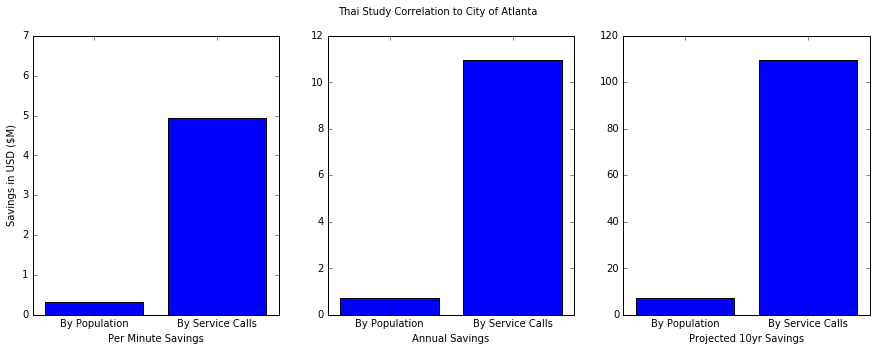 Thai Study Correlation to City of Atlanta
Savings in USD ($M)
7
6
5
4
3
2
1
0
By Population By Service Calls
Per Minute Savings
12
10
8
6
4
2
0
By Population By Service Calls
Annual Savings
120
100
80
60
40
20
0
By Population By Service Calls
Projected 10yr Savings